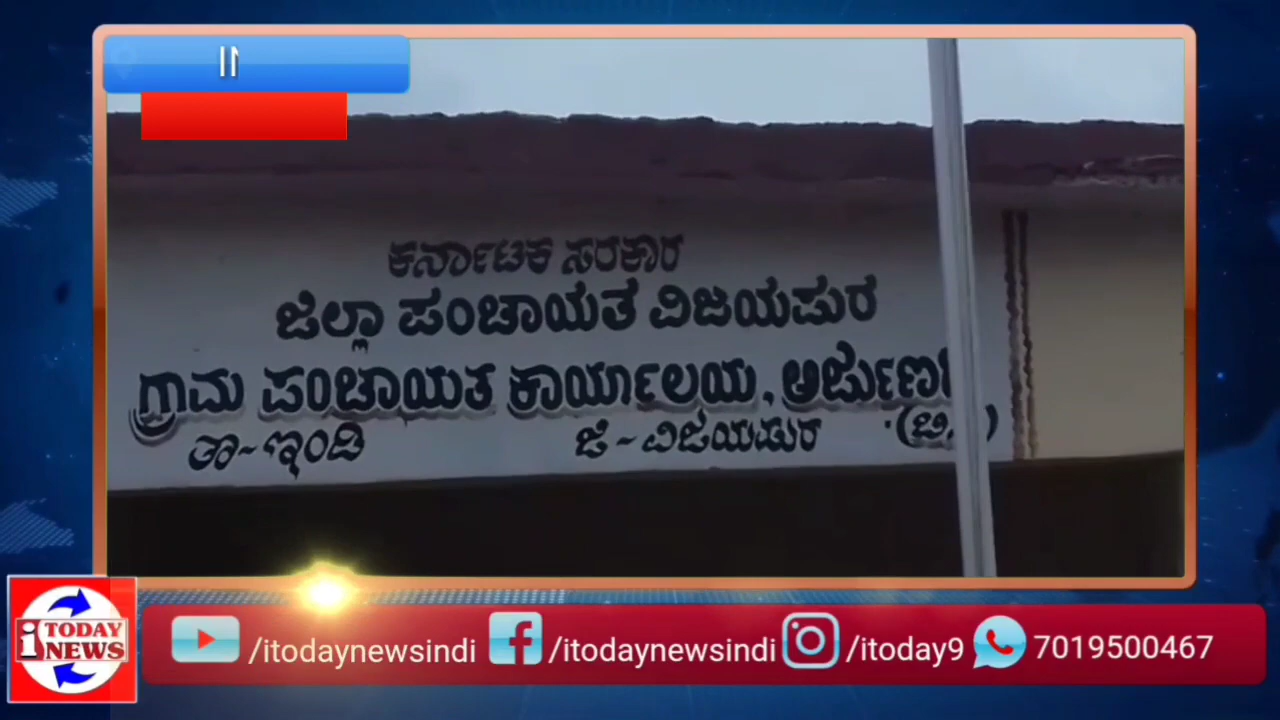 ಕರ್ನಾಟಕ ಸರಕಾರ
ಜಿಲ್ಲಾ ಪಂಚಾಯತ ವಿಜಯಪುರ
ಗ್ರಾಮ ಪಂಚಾಯತ ಕಾರ್ಯಾಲಯ,
ತಾ-ಇಂಡಿ ಜಿ-ವಿಜಯಪುರ
i TODAY NEWS
/itodaynewsindi /itodaynewsindi /itoday9 7019500467